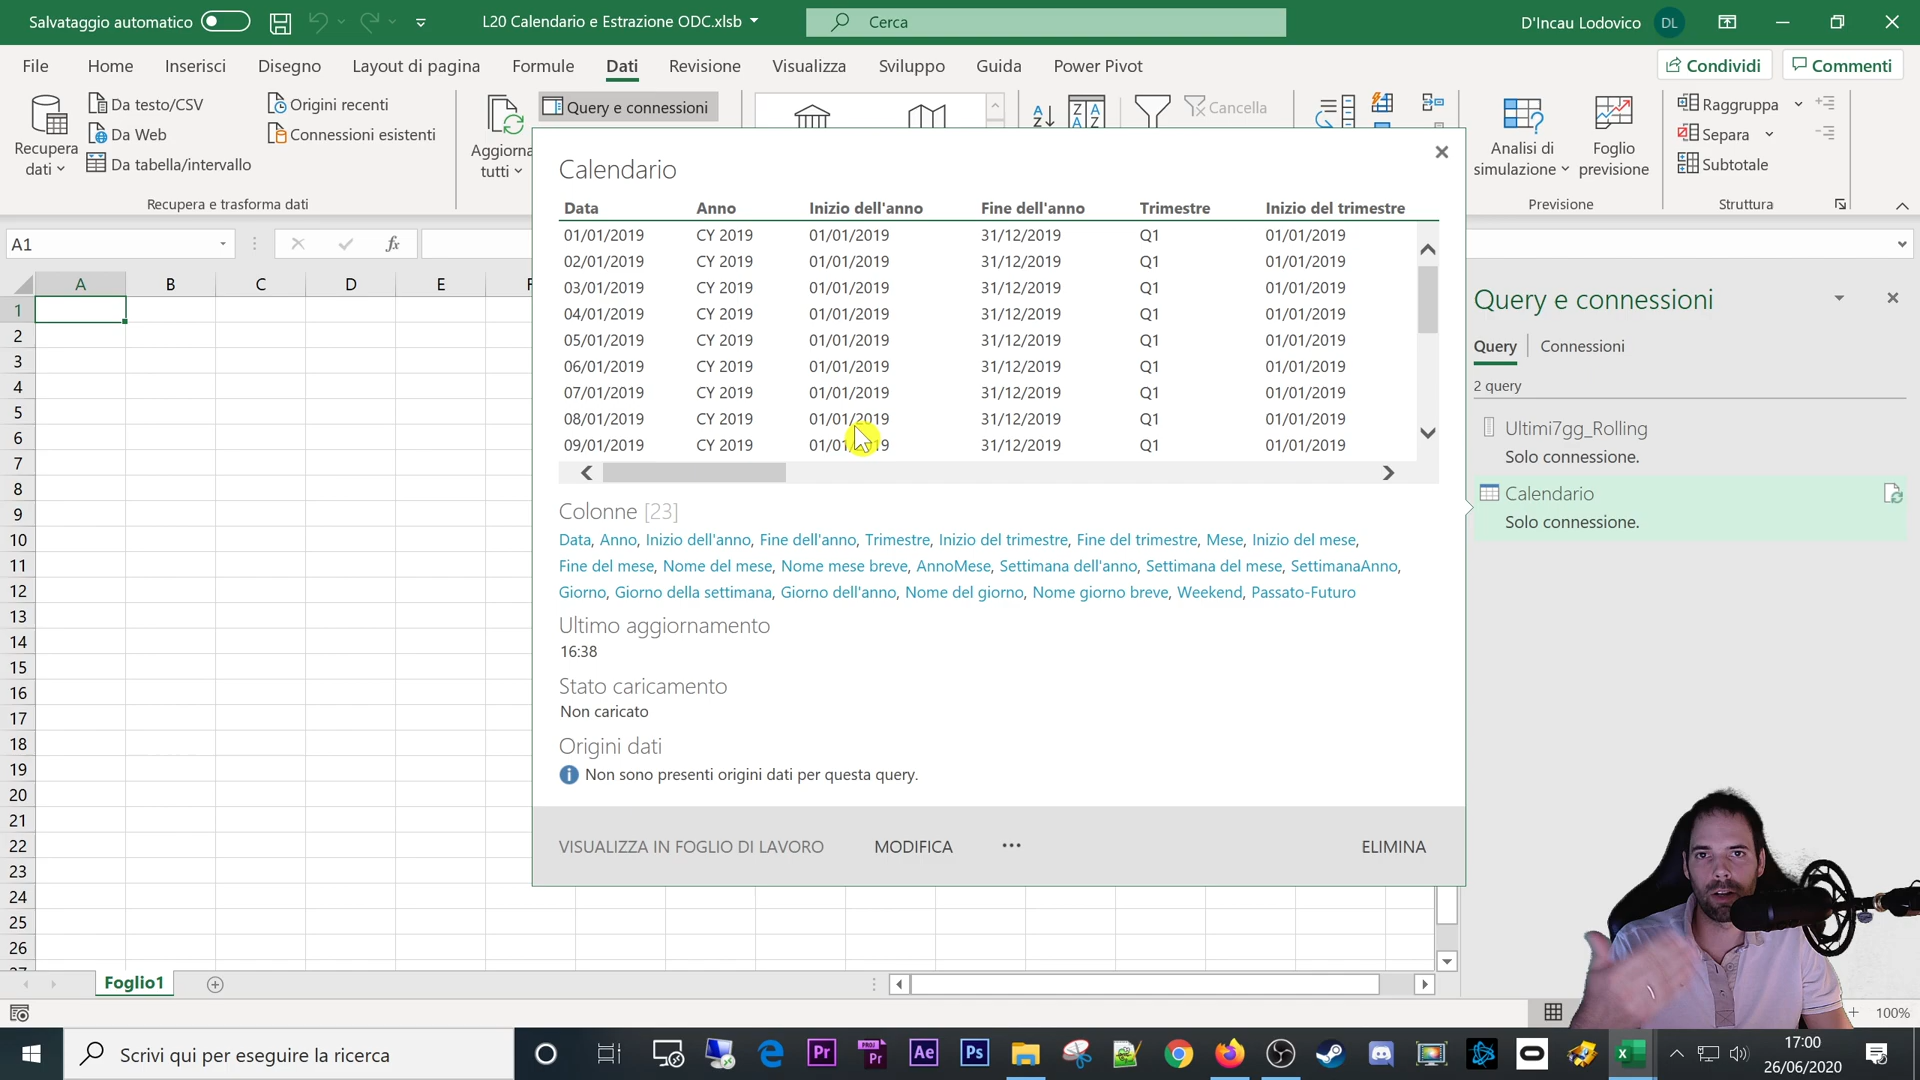 Salvataggio automatico
L20 Calendario e Estrazione ODC.xlsb
Cerca
D'Incau Lodovico
DL
File
Home
Inserisci
Disegno
Layout di pagina
Formule
Dati
Revisione
Visualizza
Sviluppo
Guida
Power Pivot
Condividi
Commenti
Recupera dati
Da testo/CSV
Da Web
Da tabella/intervallo
Origini recenti
Connessioni esistenti
Recupera e trasforma dati
Aggiorna tutti
Query e connessioni
Cancella
Analisi di simulazione
Foglio previsione
Previsione
Raggruppa
Separa
Subtotale
Struttura
A1
fx
A B C D E F
1
2
3
4
5
6
7
8
9
10
11
12
13
14
15
16
17
18
19
20
21
22
23
24
25
26
27
Calendario
Data Anno Inizio dell'anno Fine dell'anno Trimestre Inizio del trimestre
01/01/2019 CY 2019 01/01/2019 31/12/2019 Q1 01/01/2019
02/01/2019 CY 2019 01/01/2019 31/12/2019 Q1 01/01/2019
03/01/2019 CY 2019 01/01/2019 31/12/2019 Q1 01/01/2019
04/01/2019 CY 2019 01/01/2019 31/12/2019 Q1 01/01/2019
05/01/2019 CY 2019 01/01/2019 31/12/2019 Q1 01/01/2019
06/01/2019 CY 2019 01/01/2019 31/12/2019 Q1 01/01/2019
07/01/2019 CY 2019 01/01/2019 31/12/2019 Q1 01/01/2019
08/01/2019 CY 2019 01/01/2019 31/12/2019 Q1 01/01/2019
09/01/2019 CY 2019 01/01/2019 31/12/2019 Q1 01/01/2019
Colonne [23]
Data, Anno, Inizio dell'anno, Fine dell'anno, Trimestre, Inizio del trimestre, Fine del trimestre, Mese, Inizio del mese,
Fine del mese, Nome del mese, Nome mese breve, AnnoMese, Settimana dell'anno, Settimana del mese, SettimanaAnno,
Giorno, Giorno della settimana, Giorno dell'anno, Nome del giorno, Nome giorno breve, Weekend, Passato-Futuro
Ultimo aggiornamento
16:38
Stato caricamento
Non caricato
Origini dati
Non sono presenti origini dati per questa query.
VISUALIZZA IN FOGLIO DI LAVORO
MODIFICA
ELIMINA
Query e connessioni
Query
Connessioni
2 query
Ultimi7gg_Rolling
Solo connessione.
Calendario
Solo connessione.
Foglio1
100%
Scrivi qui per eseguire la ricerca
Pr
PROJ Pr
Ae
Ps
17:00
26/06/2020